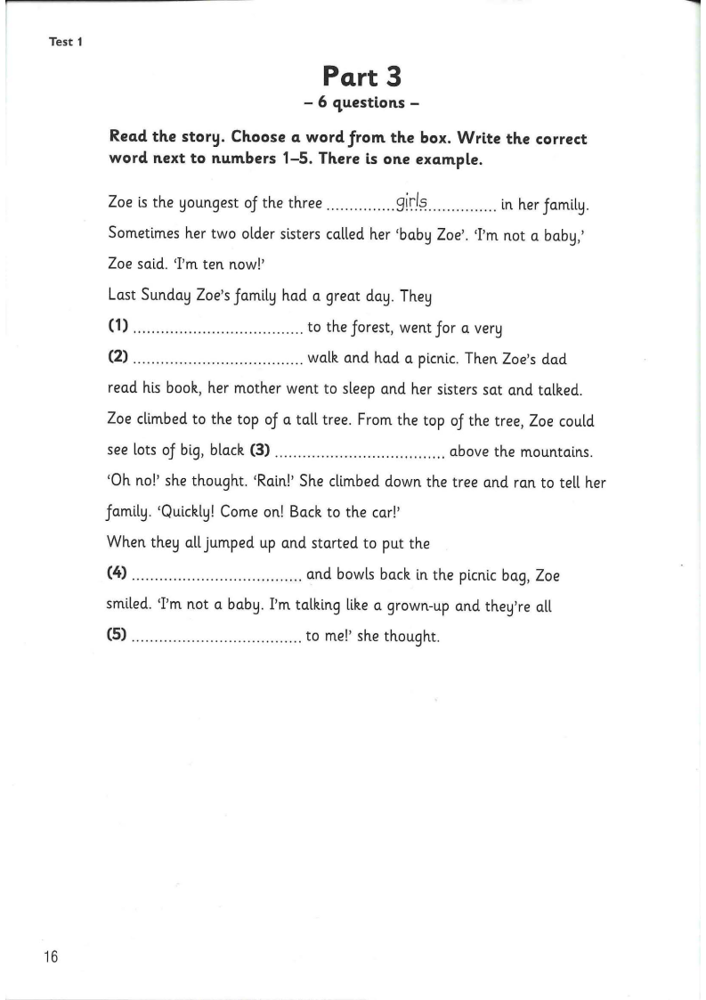 Test 1
Part 3
– 6 questions –
Read the story. Choose a word from the box. Write the correct
word next to numbers 1–5. There is one example.
Zoe is the youngest of the three ...............girls............... in her family.
Sometimes her two older sisters called her ‘baby Zoe’. ‘I’m not a baby,’
Zoe said. ‘I’m ten now!’
Last Sunday Zoe’s family had a great day. They
(1) ..................................... to the forest, went for a very
(2) ..................................... walk and had a picnic. Then Zoe’s dad
read his book, her mother went to sleep and her sisters sat and talked.
Zoe climbed to the top of a tall tree. From the top of the tree, Zoe could
see lots of big, black (3) ..................................... above the mountains.
‘Oh no!’ she thought. ‘Rain!’ She climbed down the tree and ran to tell her
family. ‘Quickly! Come on! Back to the car!’
When they all jumped up and started to put the
(4) ..................................... and bowls back in the picnic bag, Zoe
smiled. ‘I’m not a baby. I’m talking like a grown-up and they’re all
(5) ..................................... to me!’ she thought.
16